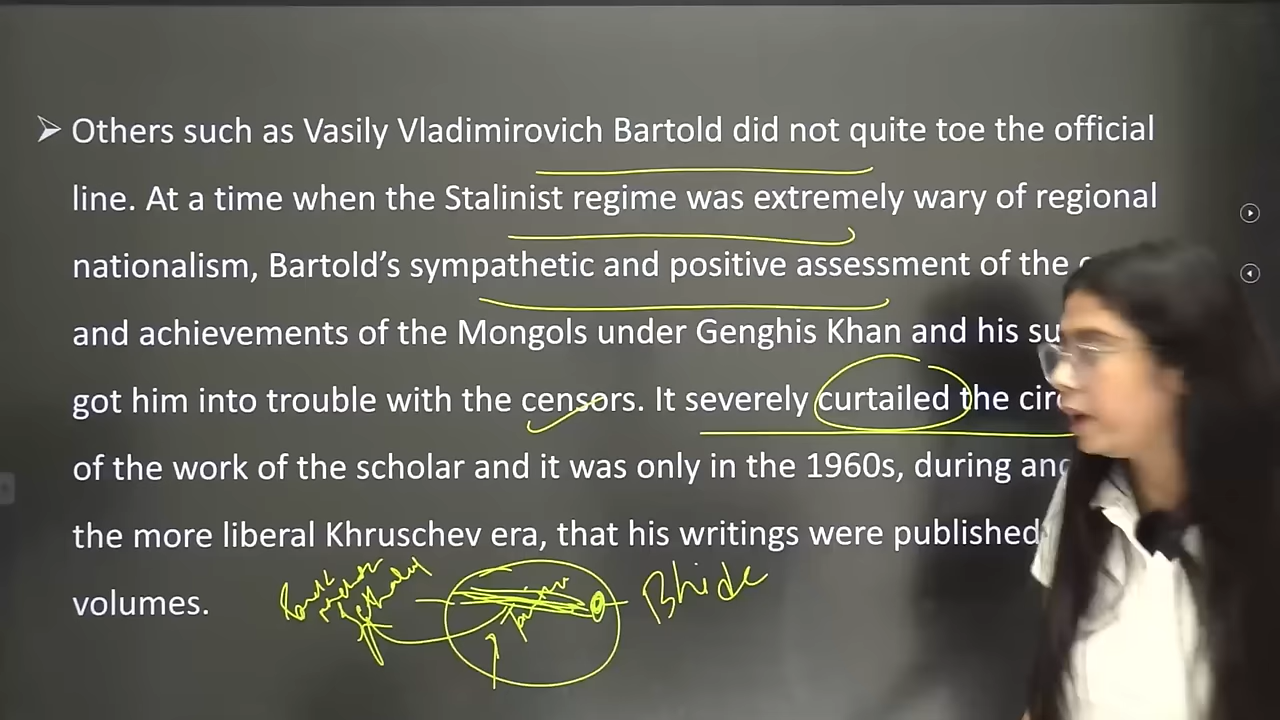 Others such as Vasily Vladimirovich Bartold did not quite toe the official
line. At a time when the Stalinist regime was extremely wary of regional
nationalism, Bartold's sympathetic and positive assessment of the
and achievements of the Mongols under Genghis Khan and his
got him into trouble with the censors. It severely curtailed the
of the work of the scholar and it was only in the 1960s, during
the more liberal Khruschev era, that his writings were published
volumes.
Bhide